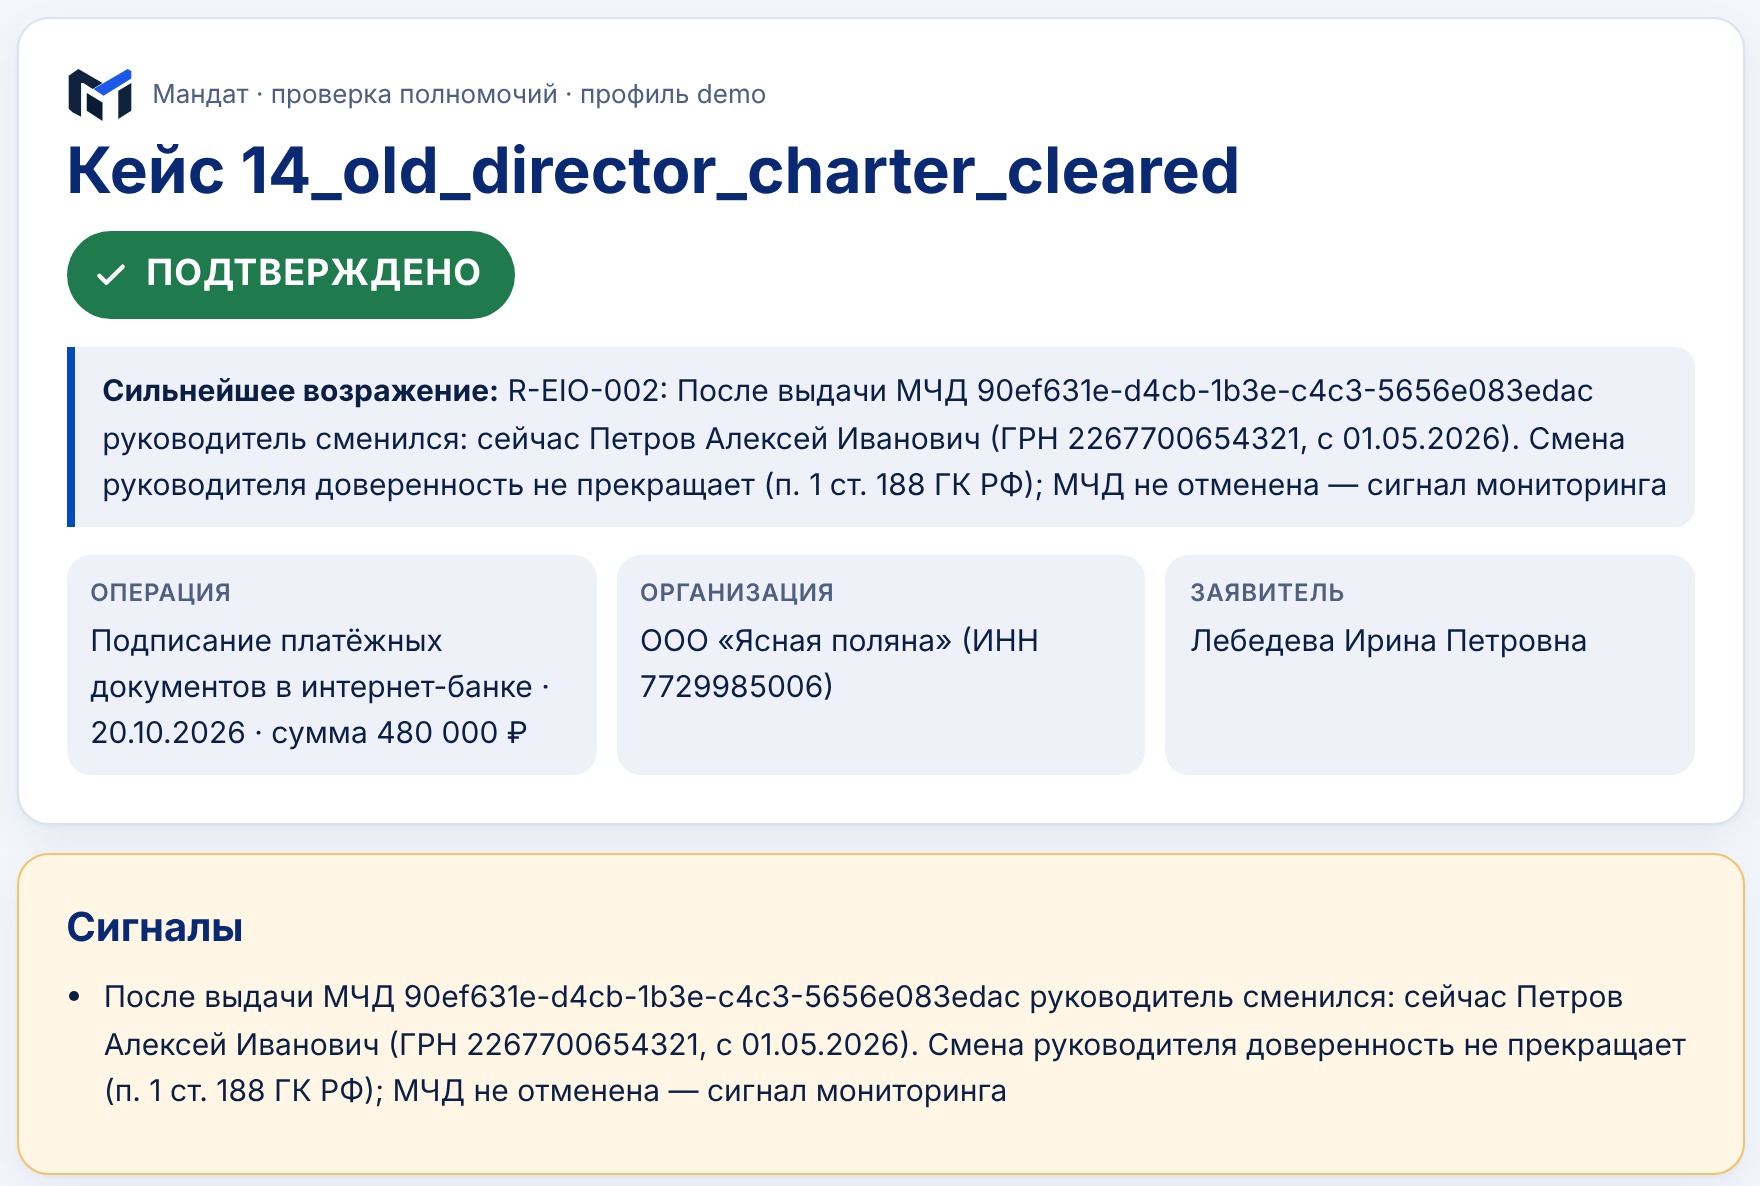 Мандат · проверка полномочий · профиль demo
Кейс 14_old_director_charter_cleared
ПОДТВЕРЖДЕНО
Сильнейшее возражение: R-EIO-002: После выдачи МЧД 90ef631e-d4cb-1b3e-c4c3-5656e083edac
руководитель сменился: сейчас Петров Алексей Иванович (ГРН 2267700654321, с 01.05.2026). Смена
руководителя доверенность не прекращает (п. 1 ст. 188 ГК РФ); МЧД не отменена — сигнал мониторинга
ОПЕРАЦИЯ
Подписание платёжных
документов в интернет-банке ·
20.10.2026 · сумма 480 000 ₽
ОРГАНИЗАЦИЯ
ООО «Ясная поляна» (ИНН
7729985006)
ЗАЯВИТЕЛЬ
Лебедева Ирина Петровна
Сигналы
• После выдачи МЧД 90ef631e-d4cb-1b3e-c4c3-5656e083edac руководитель сменился: сейчас Петров
Алексей Иванович (ГРН 2267700654321, с 01.05.2026). Смена руководителя доверенность не прекращает
(п. 1 ст. 188 ГК РФ); МЧД не отменена — сигнал мониторинга